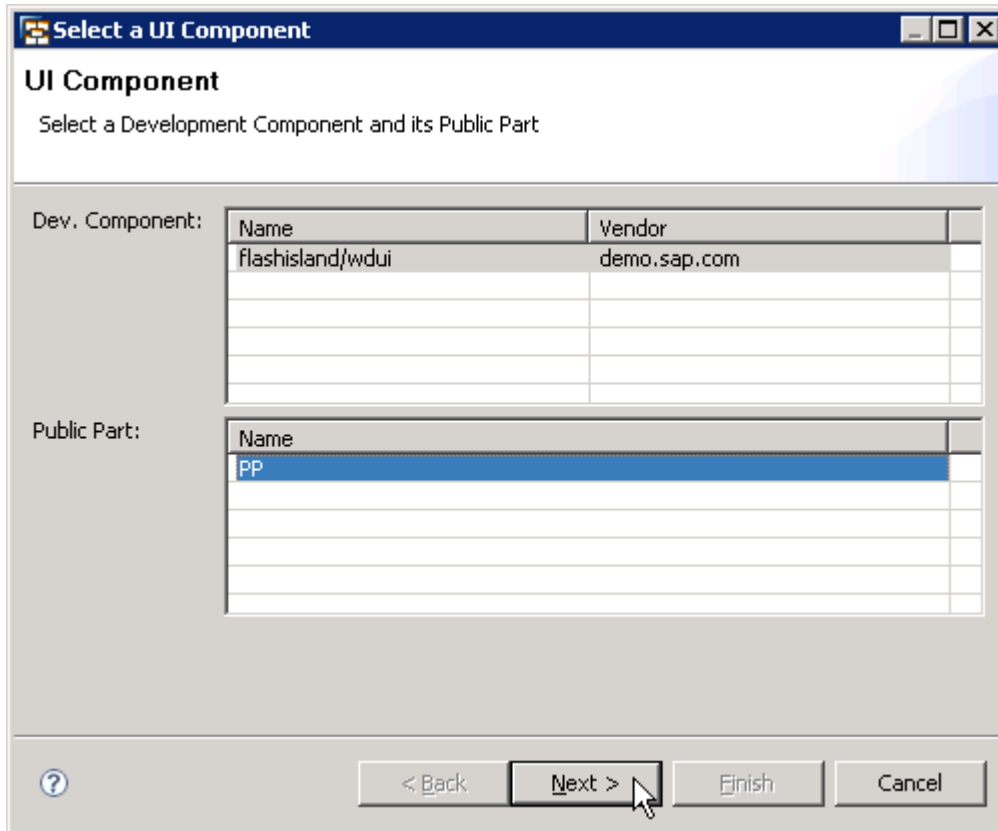 Select a UI Component
UI Component
Select a Development Component and its Public Part
Dev. Component:
Name Vendor
flashisland/wdui demo.sap.com
Public Part:
Name
PP
? < Back Next > Finish Cancel